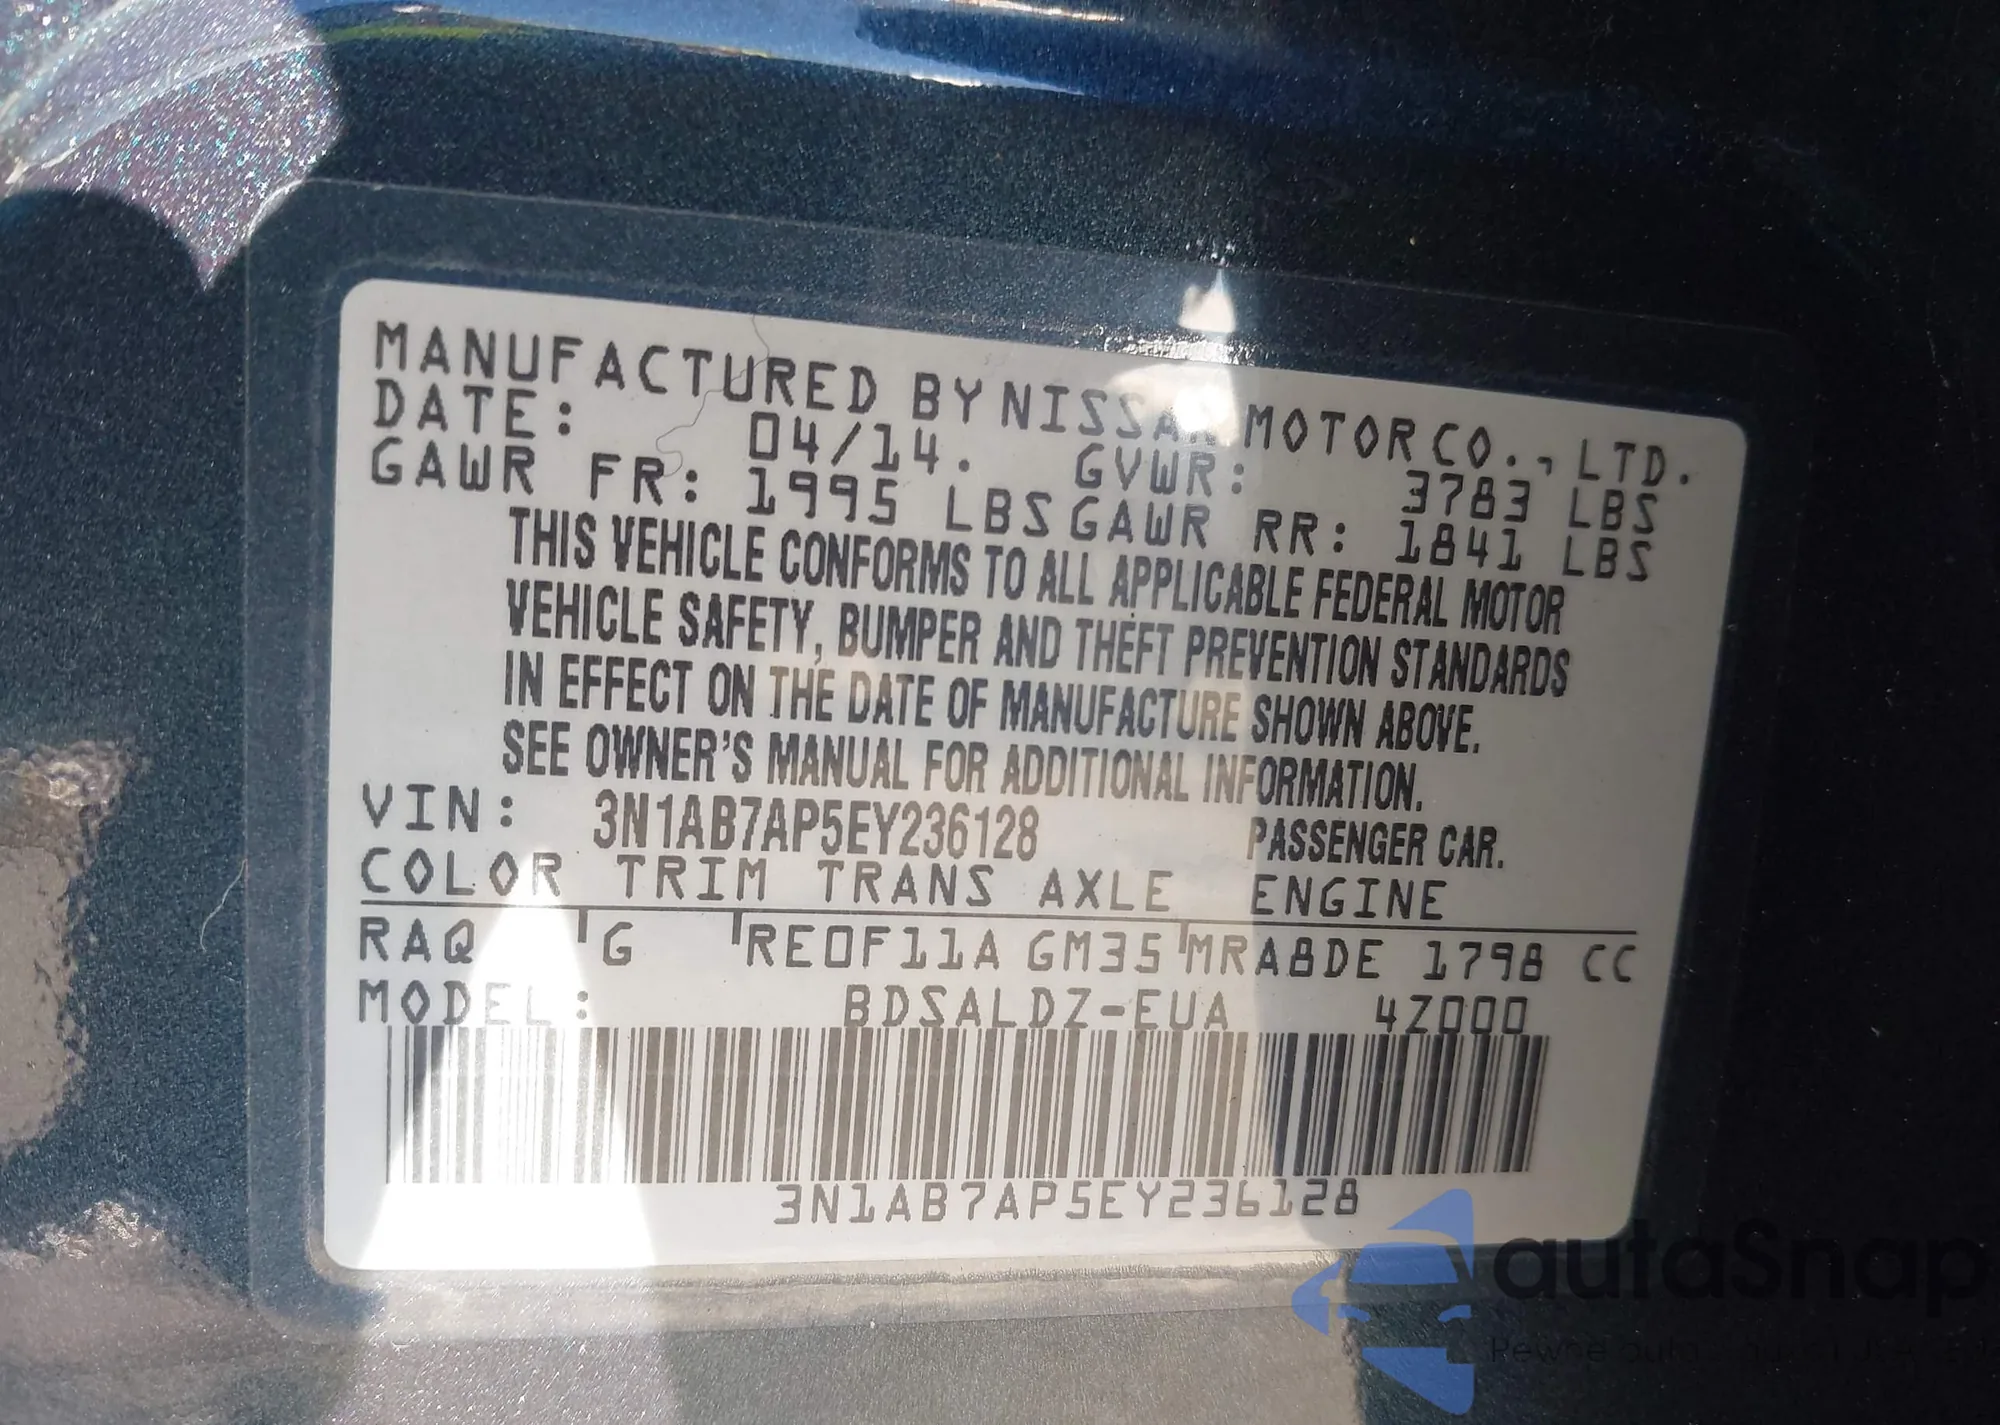 MANUFACTURED BY NISSAN MOTOR CO., LTD.
DATE: 04/14. GVWR: 3783 LBS
GAWR FR: 1995 LBS GAWR RR: 1841 LBS
THIS VEHICLE CONFORMS TO ALL APPLICABLE FEDERAL MOTOR
VEHICLE SAFETY, BUMPER AND THEFT PREVENTION STANDARDS
IN EFFECT ON THE DATE OF MANUFACTURE SHOWN ABOVE.
SEE OWNER'S MANUAL FOR ADDITIONAL INFORMATION.
VIN: 3N1AB7AP5EY236128 PASSENGER CAR.
COLOR TRIM TRANS AXLE ENGINE
RAQ G RE0F11A GM35 MRA8DE 1798 CC
MODEL: BDSALDZ-EUA 4Z000
3N1AB7AP5EY236128
autaSnap
Pewne auta